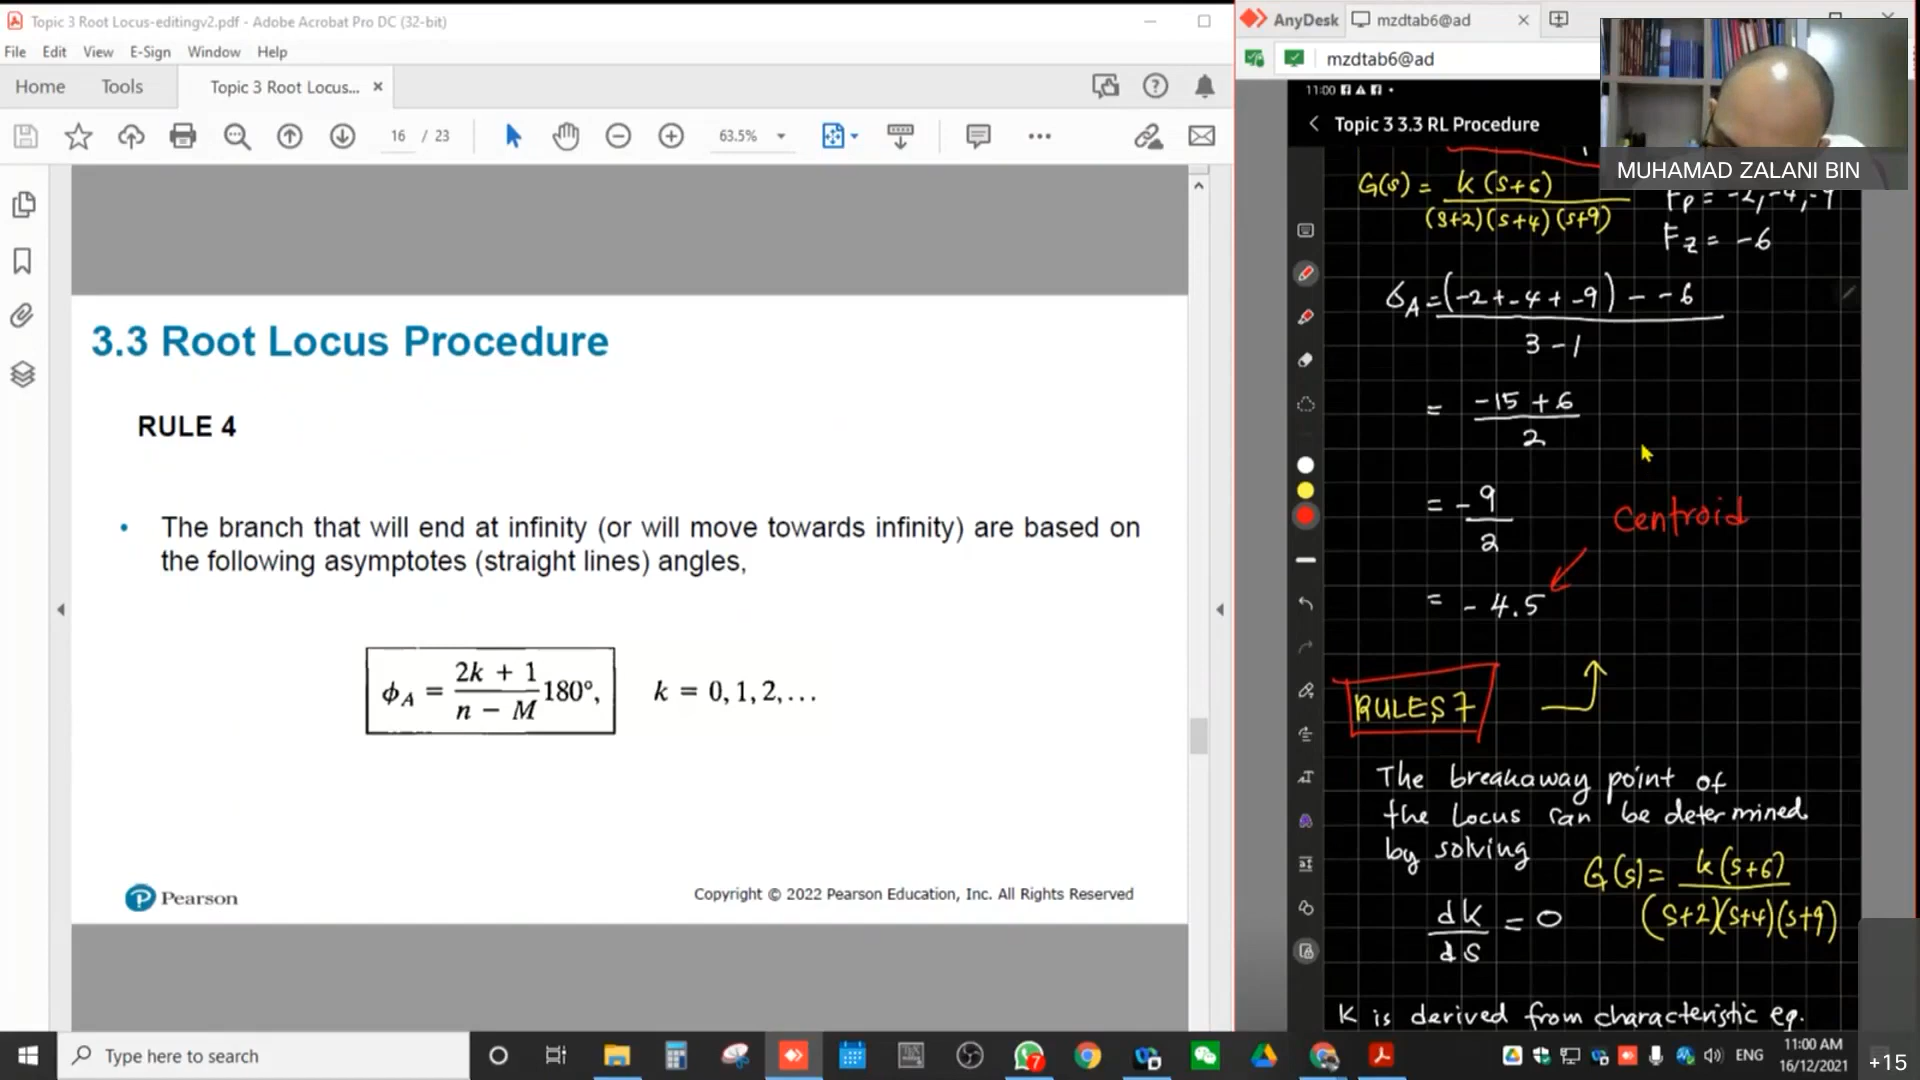 Topic 3 Root Locus-editingv2.pdf - Adobe Acrobat Pro DC (32-bit)
File Edit View E-Sign Window Help
Home Tools Topic 3 Root Locus... ×
16 / 23 63.5%
3.3 Root Locus Procedure
RULE 4
• The branch that will end at infinity (or will move towards infinity) are based on
the following asymptotes (straight lines) angles,
ϕA = (2k + 1)/(n − M) 180°, k = 0, 1, 2, ...
Pearson
Copyright © 2022 Pearson Education, Inc. All Rights Reserved
AnyDesk mzdtab6@ad
mzdtab6@ad
MUHAMAD ZALANI BIN
11:00
Topic 3 3.3 RL Procedure
G(s) = k(s+6)/(s+2)(s+4)(s+9)
Fp = -2, -4, -9
Fz = -6
σA = (-2 + -4 + -9) - -6 / 3 - 1
= -15 + 6 / 2
= - 9/2
Centroid
= - 4.5
RULES 7
The breakaway point of
the Locus can be determined
by solving
G(s) = k(s+6)/(s+2)(s+4)(s+9)
dk/ds = 0
K is derived from characteristic eq.
Type here to search
7
ENG
11:00 AM
16/12/2021
+15